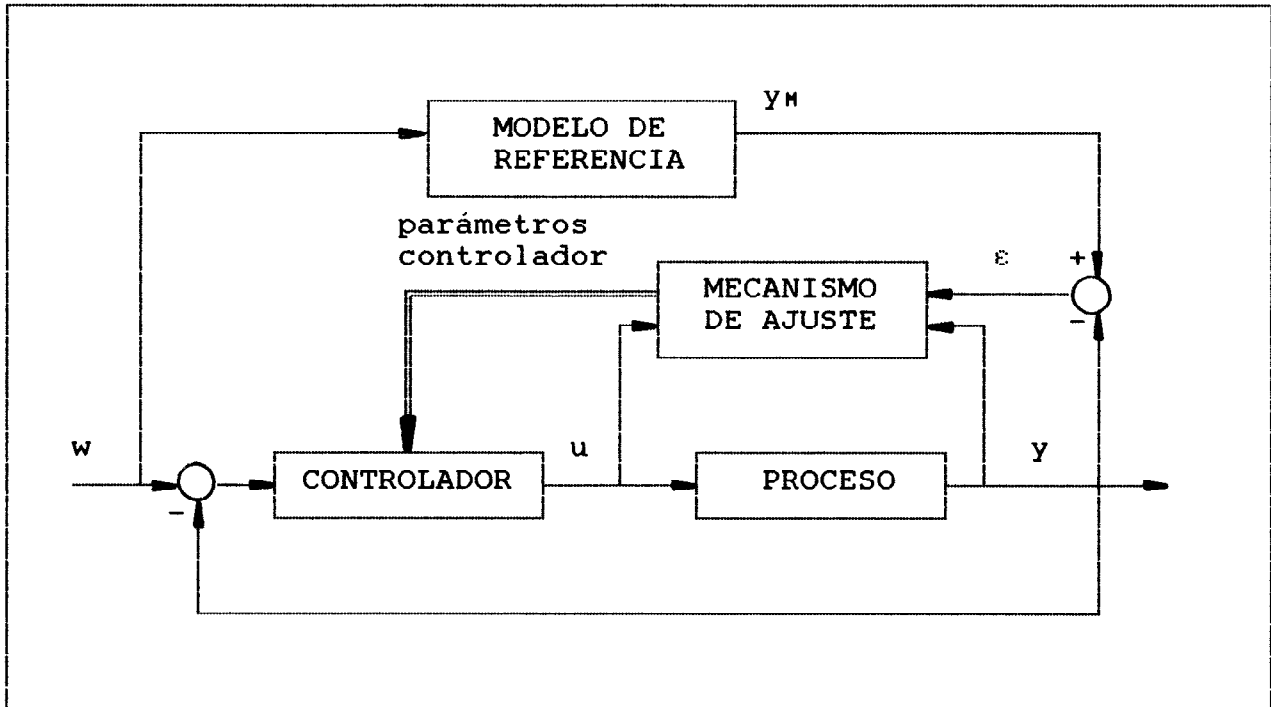 yM
MODELO DE
REFERENCIA
parámetros
controlador
ε
+
MECANISMO
DE AJUSTE
-
w
u
y
CONTROLADOR
PROCESO
-